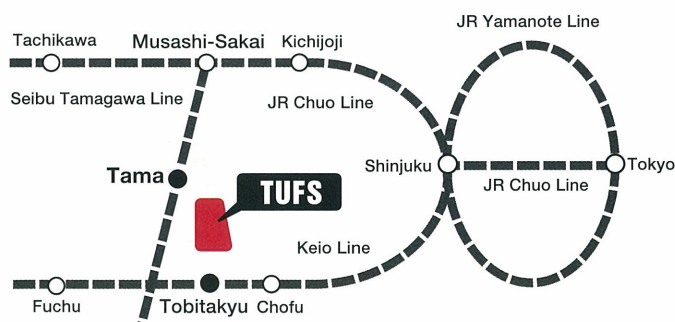 JR Yamanote Line
Tachikawa
Musashi-Sakai
Kichijoji
Seibu Tamagawa Line
JR Chuo Line
Tama
TUFS
Shinjuku
Tokyo
JR Chuo Line
Keio Line
Fuchu
Tobitakyu
Chofu